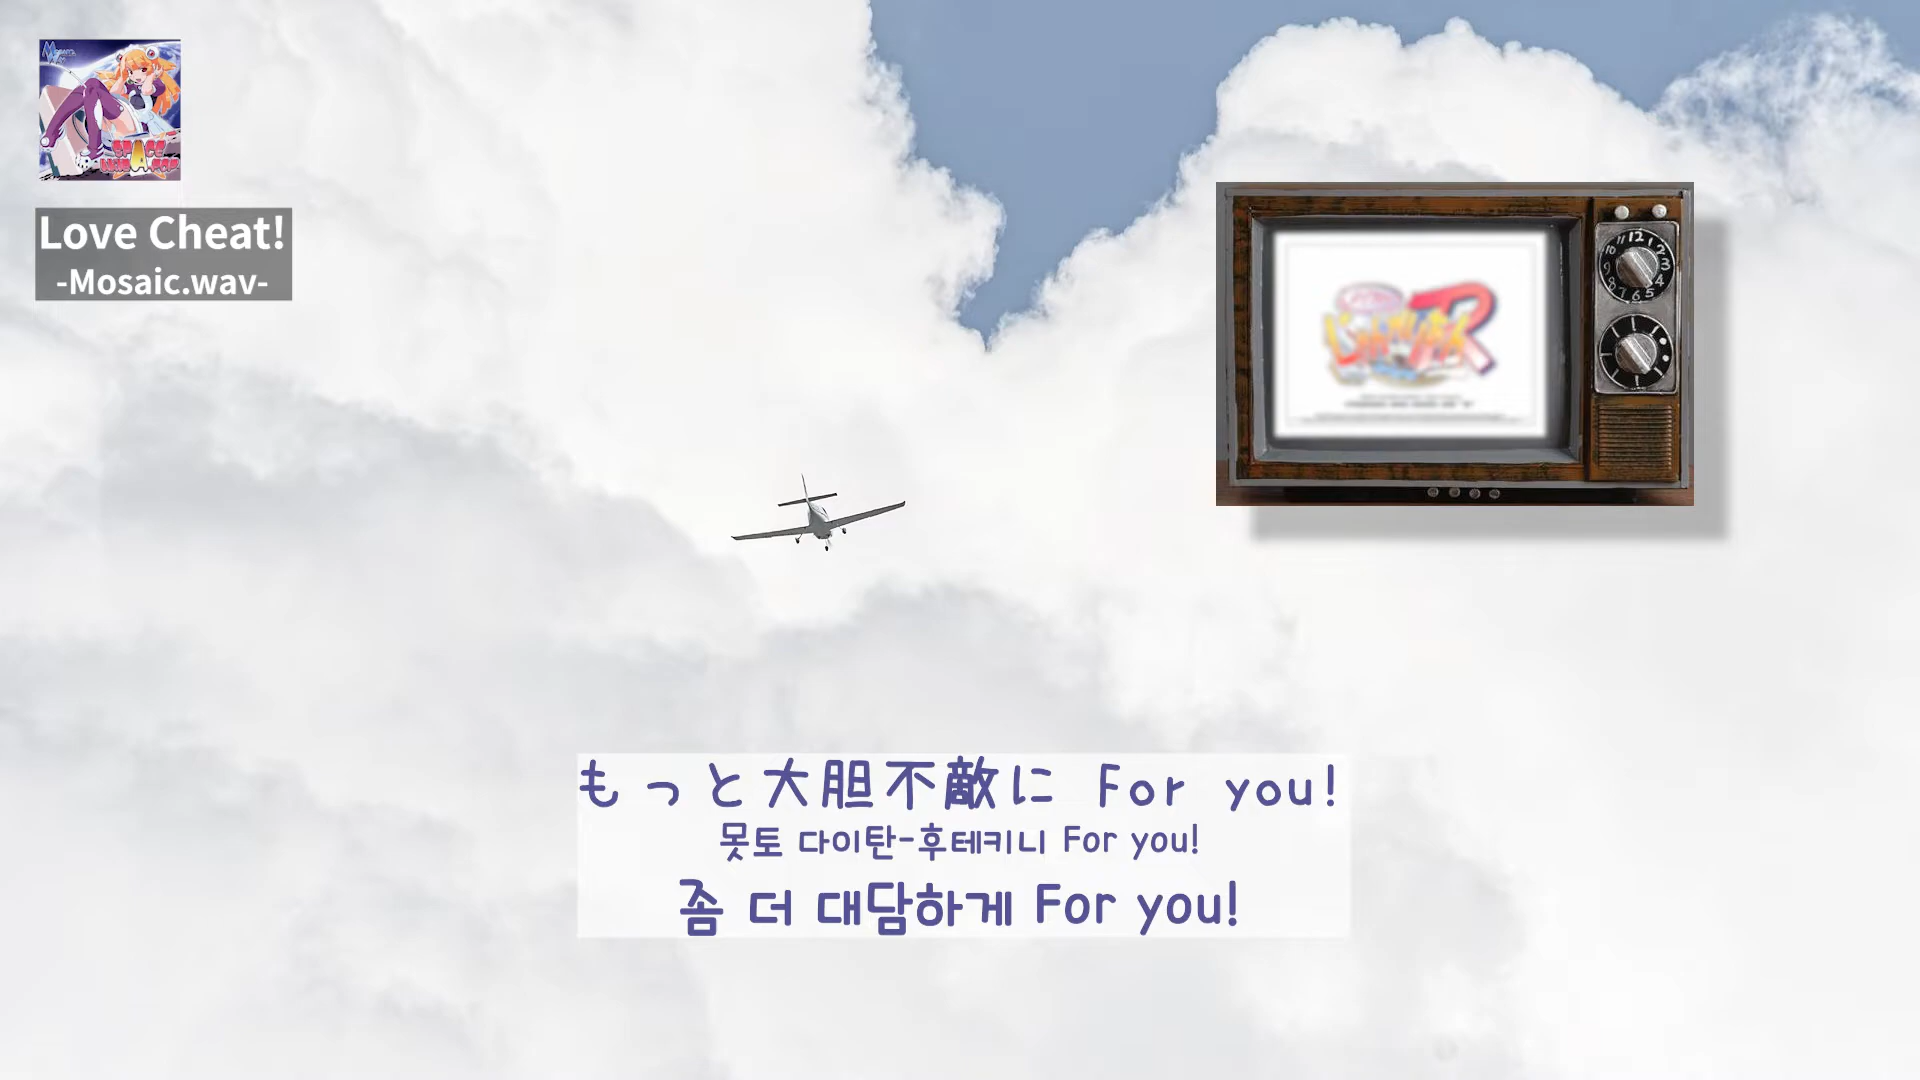 SPACE
Love Cheat!
-Mosaic.wav-
もっと大胆不敵に For you!
못토 다이탄-후테키니 For you!
좀 더 대담하게 For you!